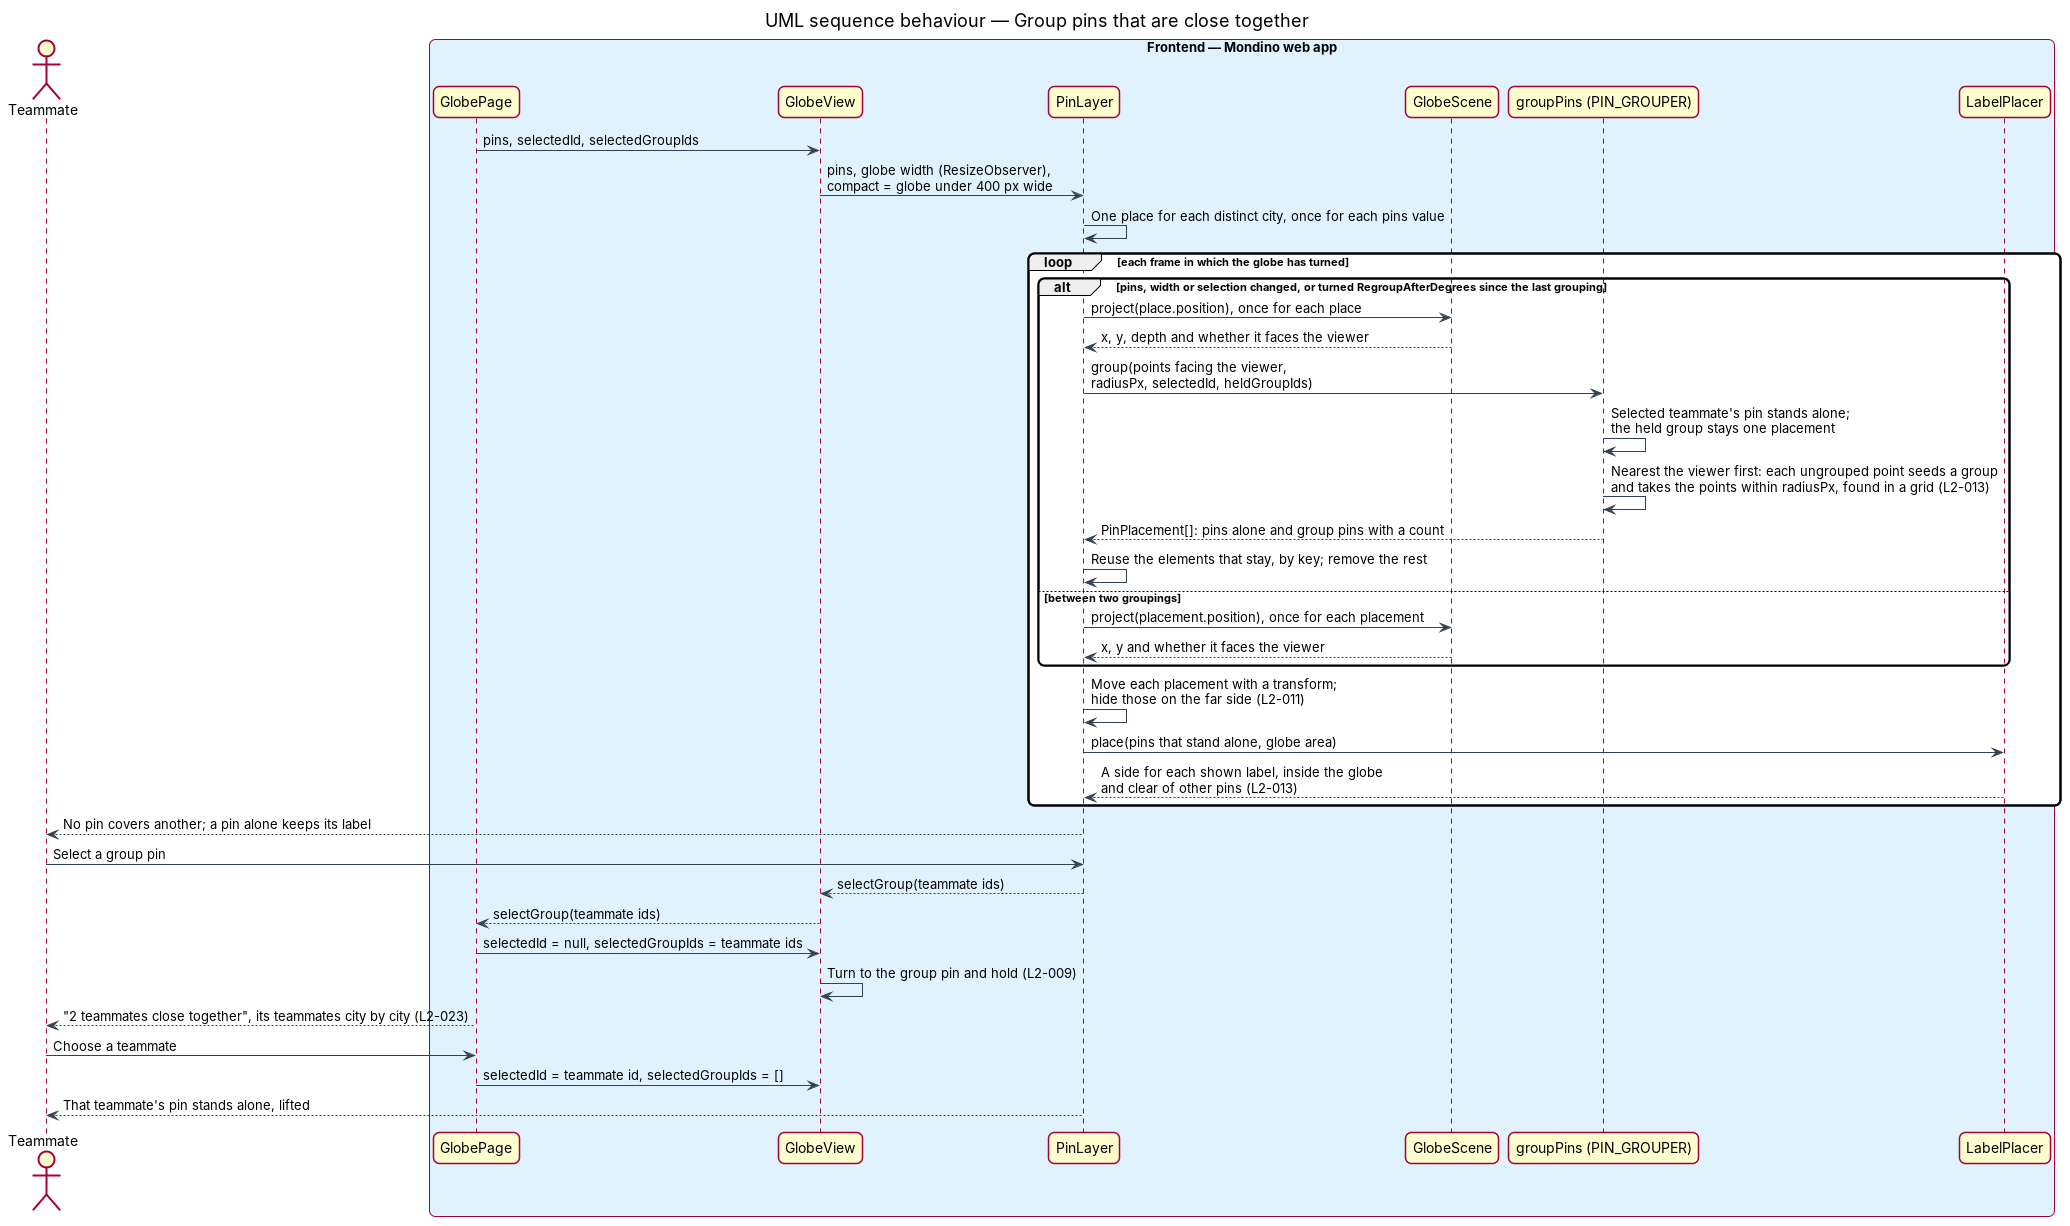 UML sequence behaviour — Group pins that are close together
Frontend — Mondino web app
Teammate
GlobePage
GlobeView
PinLayer
GlobeScene
groupPins (PIN_GROUPER)
LabelPlacer
pins, selectedId, selectedGroupIds
pins, globe width (ResizeObserver),
compact = globe under 400 px wide
One place for each distinct city, once for each pins value
loop
[each frame in which the globe has turned]
alt
[pins, width or selection changed, or turned RegroupAfterDegrees since the last grouping]
project(place.position), once for each place
x, y, depth and whether it faces the viewer
group(points facing the viewer,
radiusPx, selectedId, heldGroupIds)
Selected teammate's pin stands alone;
the held group stays one placement
Nearest the viewer first: each ungrouped point seeds a group
and takes the points within radiusPx, found in a grid (L2-013)
PinPlacement[]: pins alone and group pins with a count
Reuse the elements that stay, by key; remove the rest
[between two groupings]
project(placement.position), once for each placement
x, y and whether it faces the viewer
Move each placement with a transform;
hide those on the far side (L2-011)
place(pins that stand alone, globe area)
A side for each shown label, inside the globe
and clear of other pins (L2-013)
No pin covers another; a pin alone keeps its label
Select a group pin
selectGroup(teammate ids)
selectGroup(teammate ids)
selectedId = null, selectedGroupIds = teammate ids
Turn to the group pin and hold (L2-009)
"2 teammates close together", its teammates city by city (L2-023)
Choose a teammate
selectedId = teammate id, selectedGroupIds = []
That teammate's pin stands alone, lifted
Teammate
GlobePage
GlobeView
PinLayer
GlobeScene
groupPins (PIN_GROUPER)
LabelPlacer